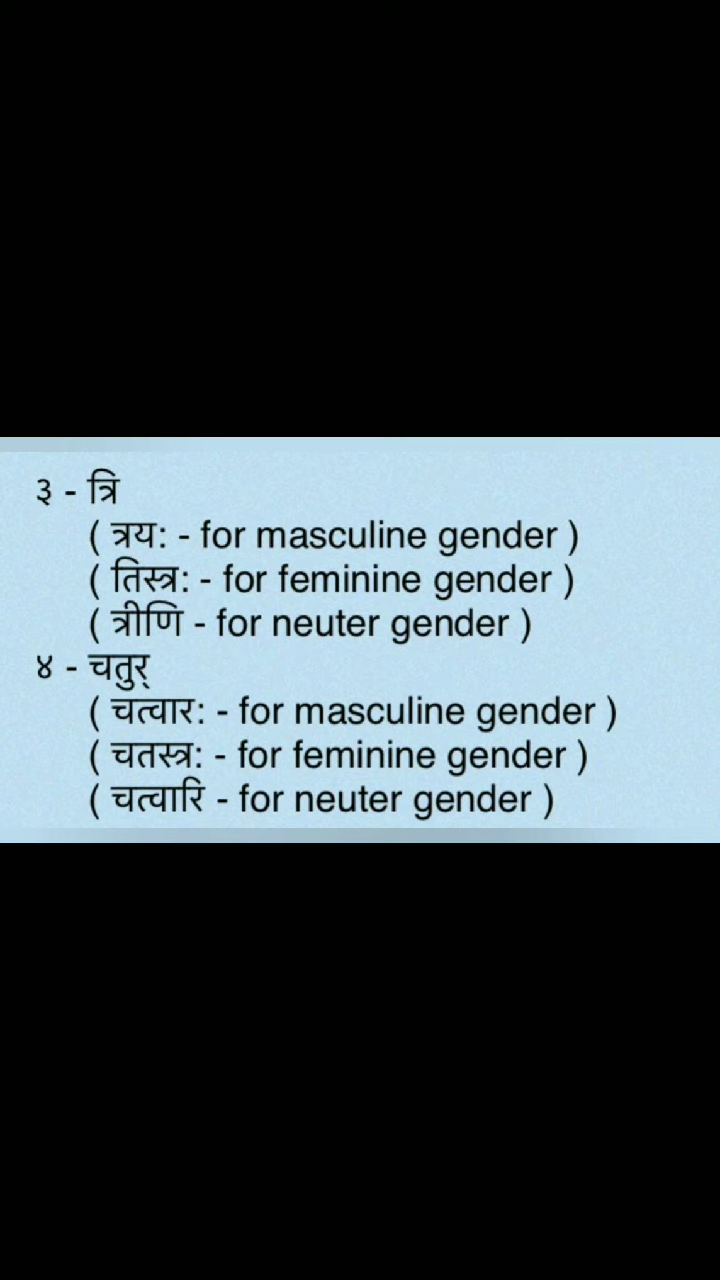 ३ - त्रि
( त्रय: - for masculine gender )
( तिस्त्र: - for feminine gender )
( त्रीणि - for neuter gender )
४ - चतुर्
( चत्वार: - for masculine gender )
( चतस्त्र: - for feminine gender )
( चत्वारि - for neuter gender )